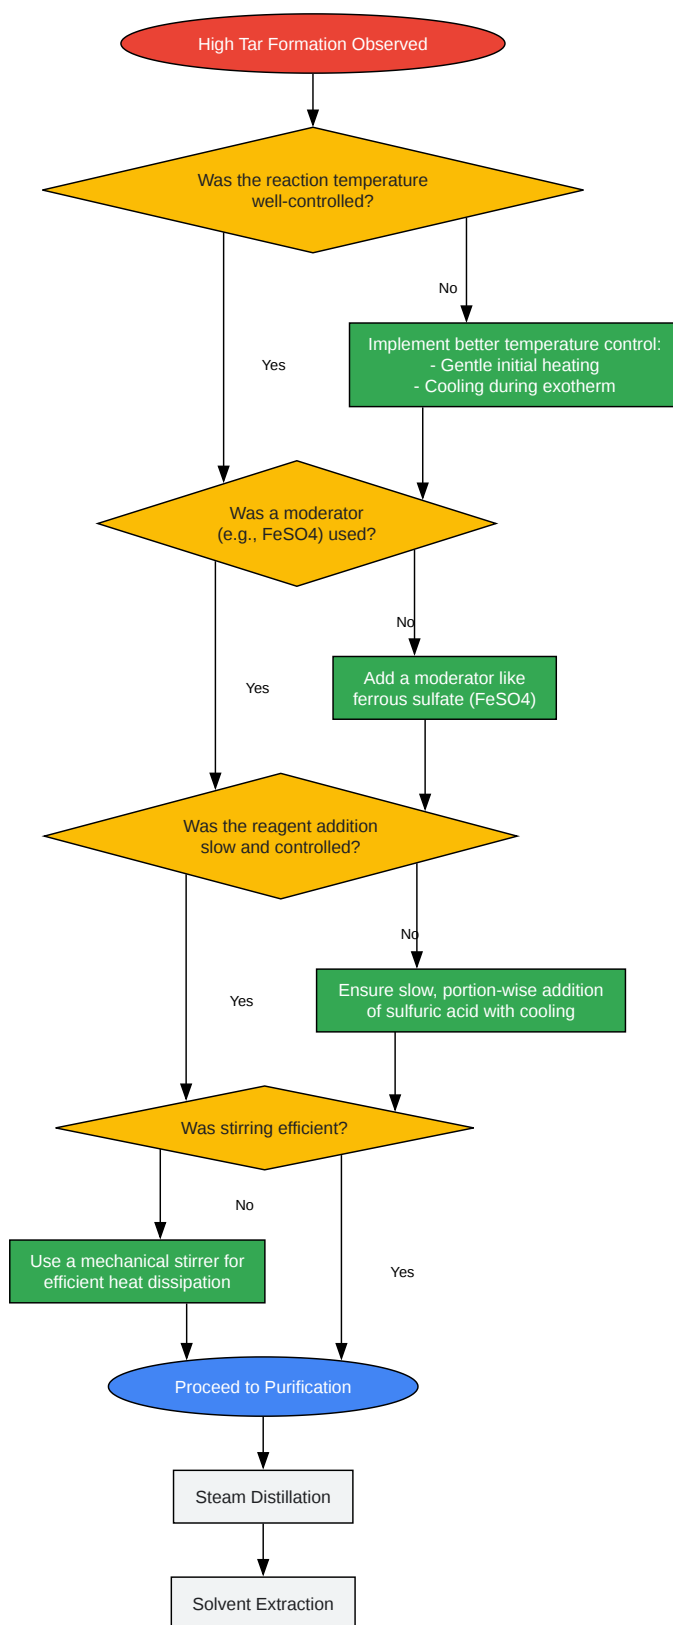 High Tar Formation Observed
Was the reaction temperature
well-controlled?
No
Implement better temperature control:
- Gentle initial heating
- Cooling during exotherm
Yes
Was a moderator
(e.g., FeSO4) used?
No
Add a moderator like
ferrous sulfate (FeSO4)
Yes
Was the reagent addition
slow and controlled?
No
Ensure slow, portion-wise addition
of sulfuric acid with cooling
Yes
Was stirring efficient?
No
Use a mechanical stirrer for
efficient heat dissipation
Yes
Proceed to Purification
Steam Distillation
Solvent Extraction